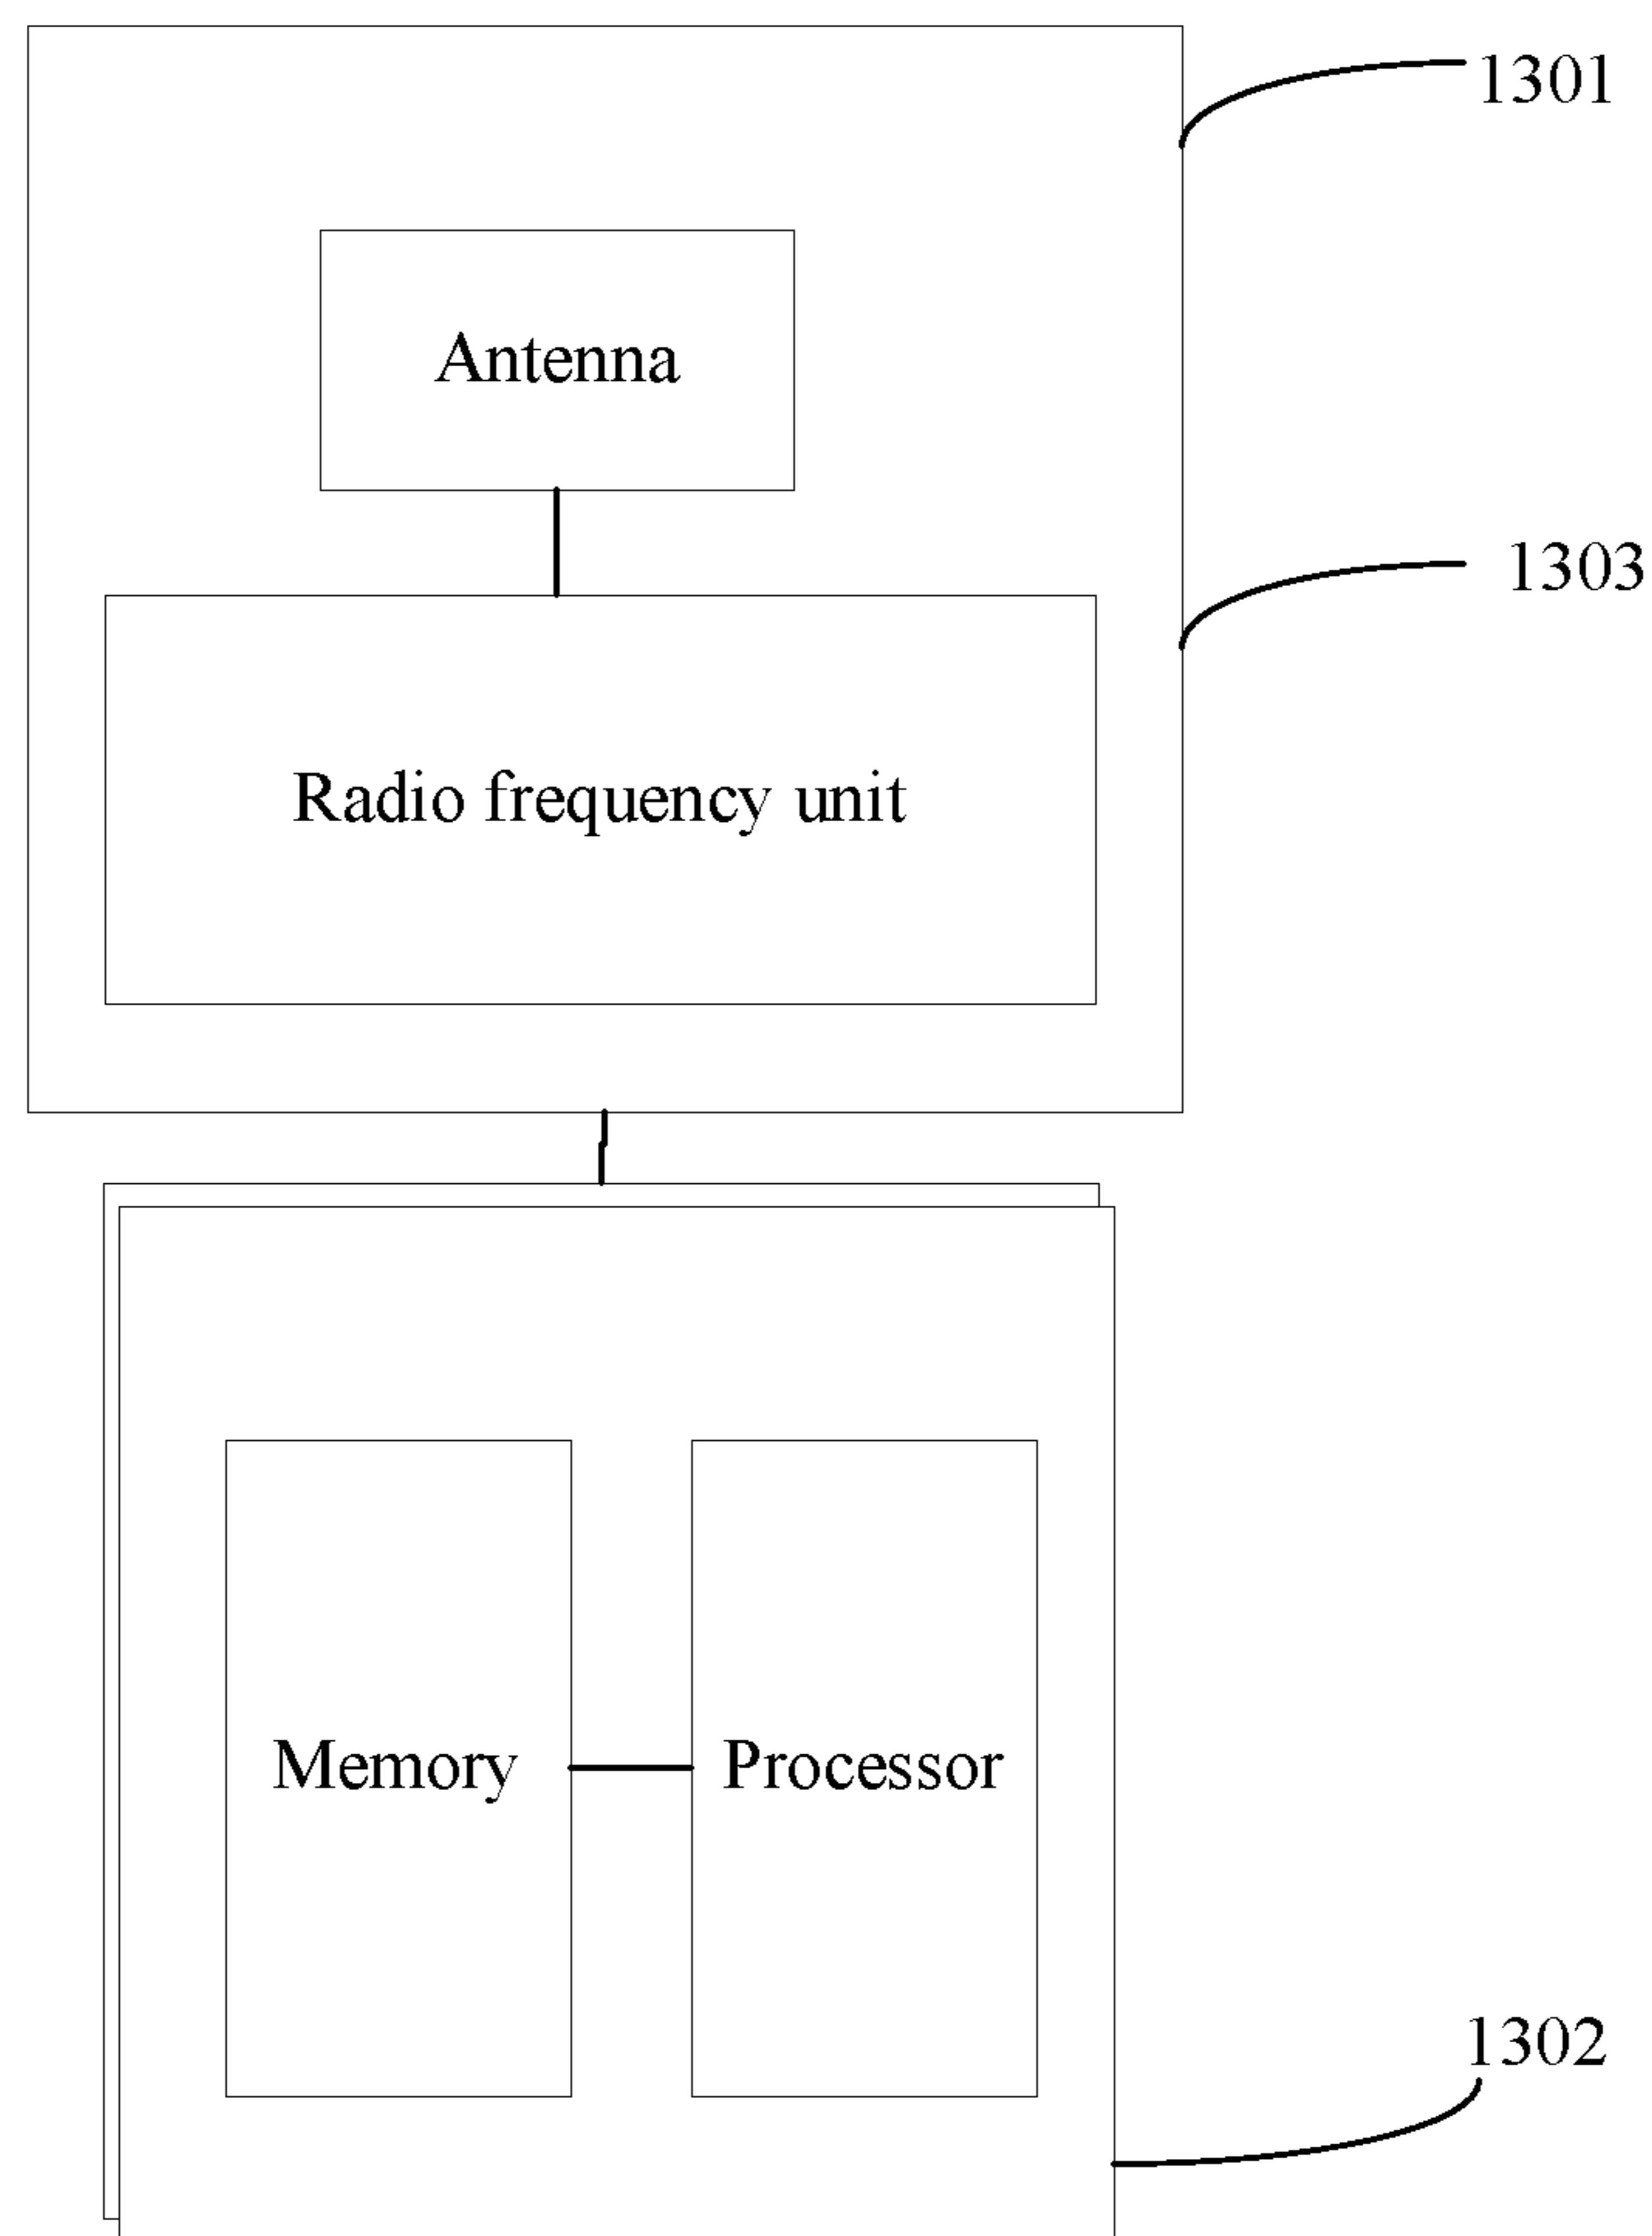 1301
Antenna
1303
Radio frequency unit
Memory
Processor
1302